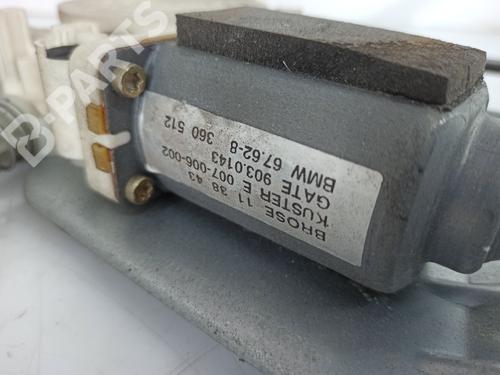 BROSE 11 38 43
KUSTER E 007-006-002
GATE 903.0143
BMW 67.62-8 360 512
B-PARTS